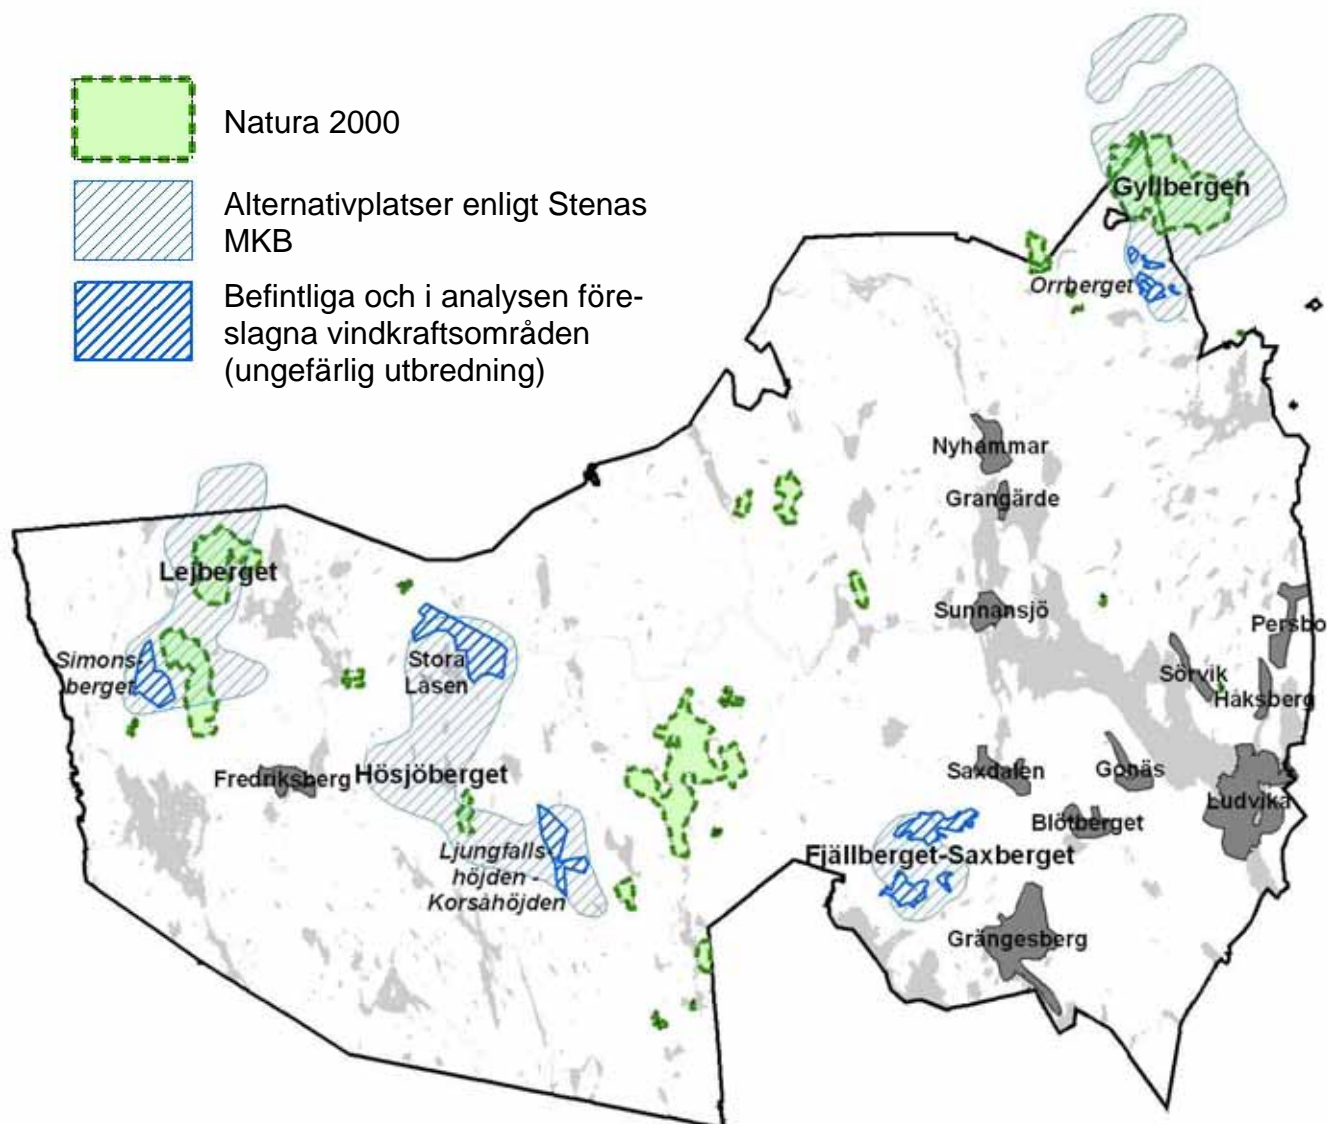 Natura 2000
Alternativplatser enligt Stenas
MKB
Befintliga och i analysen före-
slagna vindkraftsområden
(ungefärlig utbredning)
Gyllbergen
Orrberget
Nyhammar
Grangärde
Lejberget
Sunnansjö
Persbo
Simons-
berget
Stora
Låsen
Sörvik
Håksberg
Fredriksberg
Hösjöberget
Saxdalen
Gonäs
Ludvika
Blötberget
Ljungfalls-
höjden -
Korsåhöjden
Fjällberget-Saxberget
Grängesberg